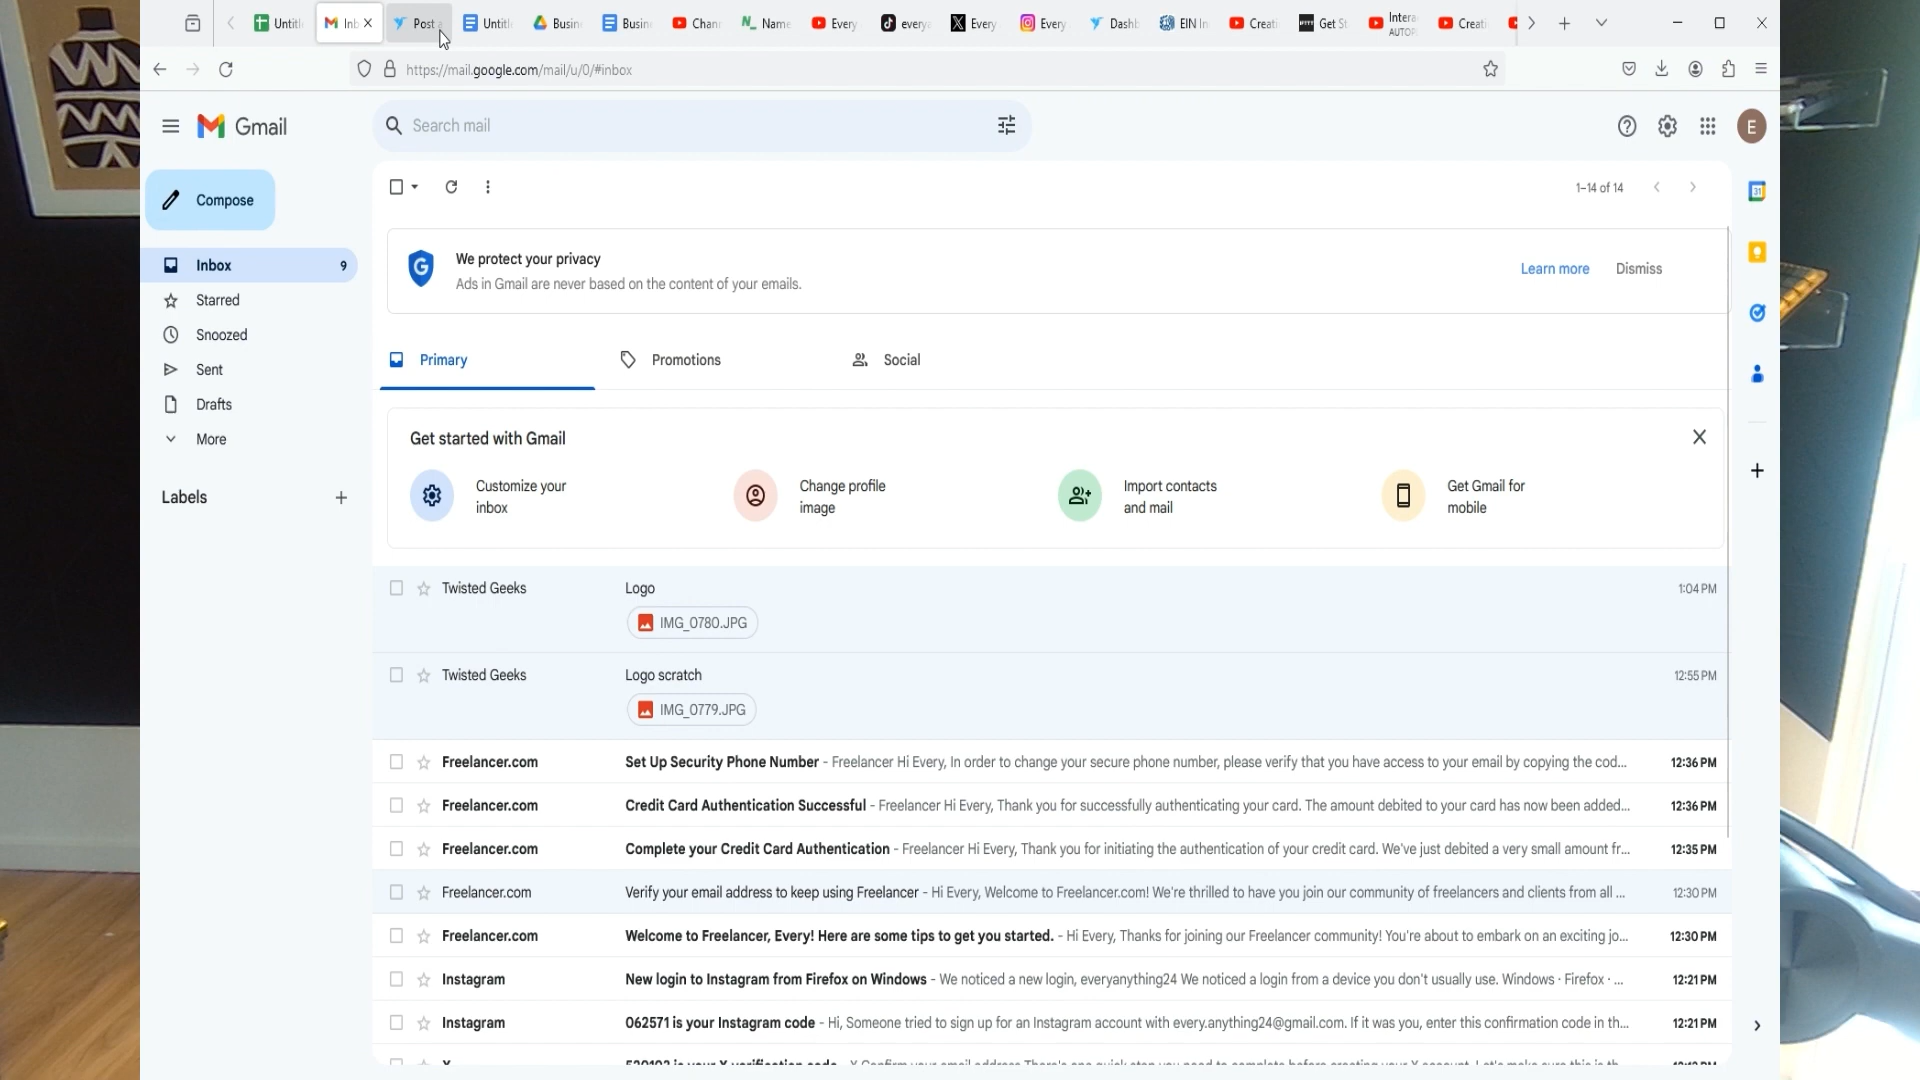 Untitl
Inb
Post a
Untitl
Busin
Busin
Chan
Name
Every
every
Every
Every
Dashb
EIN In
Creati
Get St
Intera
AUTOP
Creati
https://mail.google.com/mail/u/0/#inbox
Gmail
Search mail
E
Compose
1–14 of 14
31
We protect your privacy
Ads in Gmail are never based on the content of your emails.
Learn more
Dismiss
Inbox 9
Starred
Snoozed
Sent
Drafts
More
Labels
Primary
Promotions
Social
Get started with Gmail
Customize your
inbox
Change profile
image
Import contacts
and mail
Get Gmail for
mobile
Twisted Geeks Logo 1:04 PM
IMG_0780.JPG
Twisted Geeks Logo scratch 12:55 PM
IMG_0779.JPG
Freelancer.com Set Up Security Phone Number - Freelancer Hi Every, In order to change your secure phone number, please verify that you have access to your email by copying the cod... 12:36 PM
Freelancer.com Credit Card Authentication Successful - Freelancer Hi Every, Thank you for successfully authenticating your card. The amount debited to your card has now been added... 12:36 PM
Freelancer.com Complete your Credit Card Authentication - Freelancer Hi Every, Thank you for initiating the authentication of your credit card. We've just debited a very small amount fr... 12:35 PM
Freelancer.com Verify your email address to keep using Freelancer - Hi Every, Welcome to Freelancer.com! We're thrilled to have you join our community of freelancers and clients from all ... 12:30 PM
Freelancer.com Welcome to Freelancer, Every! Here are some tips to get you started. - Hi Every, Thanks for joining our Freelancer community! You're about to embark on an exciting jo... 12:30 PM
Instagram New login to Instagram from Firefox on Windows - We noticed a new login, everyanything24 We noticed a login from a device you don't usually use. Windows · Firefox · ... 12:21 PM
Instagram 062571 is your Instagram code - Hi, Someone tried to sign up for an Instagram account with every.anything24@gmail.com. If it was you, enter this confirmation code in th... 12:21 PM